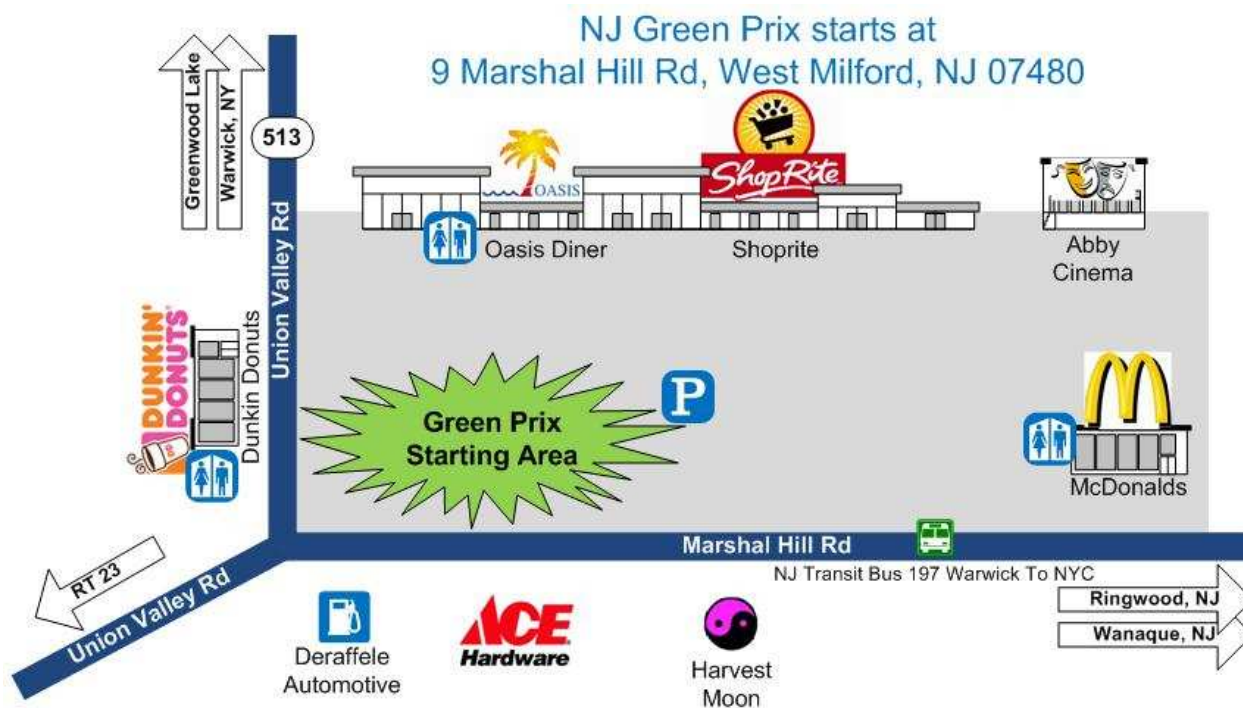 NJ Green Prix starts at
9 Marshal Hill Rd, West Milford, NJ 07480
Greenwood Lake
Warwick, NY
513
Union Valley Rd
OASIS
ShopRite
Oasis Diner
Shoprite
Abby
Cinema
DUNKIN'
DONUTS
Dunkin Donuts
Green Prix
Starting Area
P
McDonalds
Marshal Hill Rd
NJ Transit Bus 197 Warwick To NYC
RT 23
Union Valley Rd
Ringwood, NJ
Wanaque, NJ
Deraffele
Automotive
ACE
Hardware
Harvest
Moon